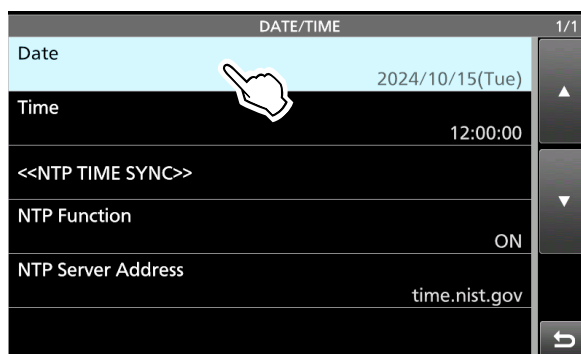 DATE/TIME 1/1
Date
2024/10/15(Tue)
Time
12:00:00
<<NTP TIME SYNC>>
NTP Function
ON
NTP Server Address
time.nist.gov